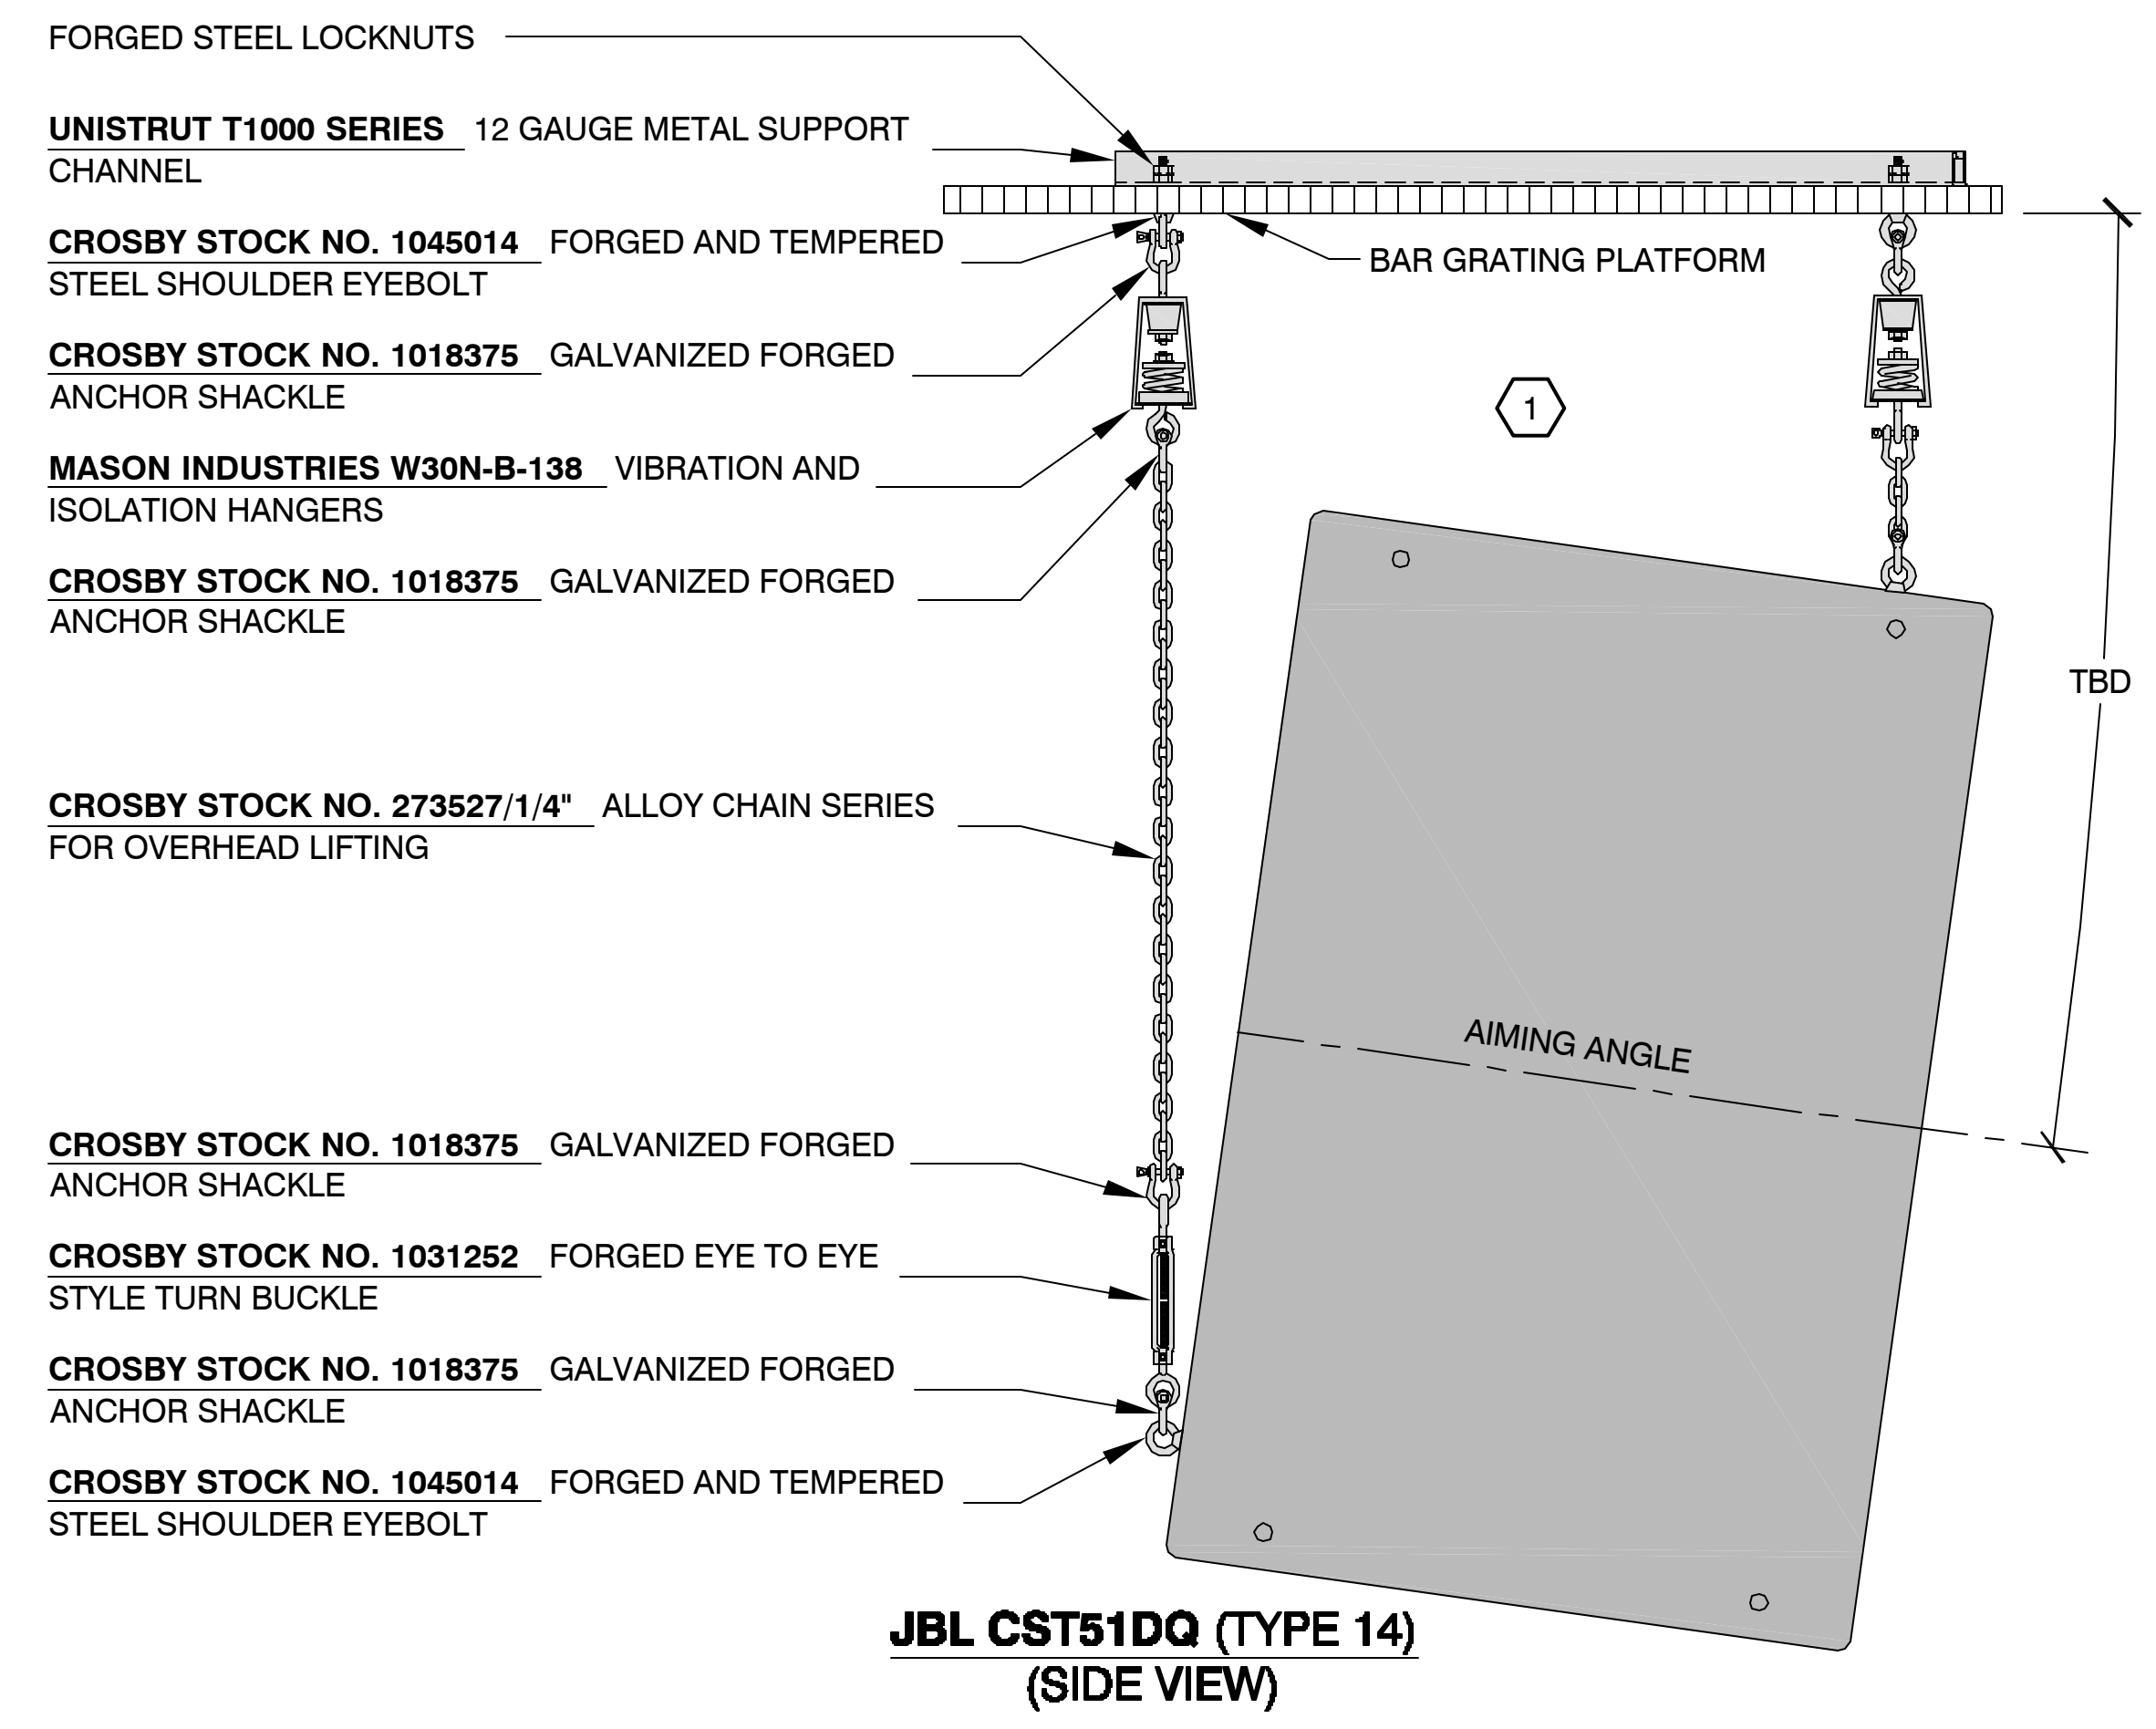 FORGED STEEL LOCKNUTS
UNISTRUT T1000 SERIES 12 GAUGE METAL SUPPORT
CHANNEL
CROSBY STOCK NO. 1045014 FORGED AND TEMPERED
STEEL SHOULDER EYEBOLT
BAR GRATING PLATFORM
CROSBY STOCK NO. 1018375 GALVANIZED FORGED
ANCHOR SHACKLE
1
MASON INDUSTRIES W30N-B-138 VIBRATION AND
ISOLATION HANGERS
CROSBY STOCK NO. 1018375 GALVANIZED FORGED
ANCHOR SHACKLE
TBD
CROSBY STOCK NO. 273527/1/4" ALLOY CHAIN SERIES
FOR OVERHEAD LIFTING
AIMING ANGLE
CROSBY STOCK NO. 1018375 GALVANIZED FORGED
ANCHOR SHACKLE
CROSBY STOCK NO. 1031252 FORGED EYE TO EYE
STYLE TURN BUCKLE
CROSBY STOCK NO. 1018375 GALVANIZED FORGED
ANCHOR SHACKLE
CROSBY STOCK NO. 1045014 FORGED AND TEMPERED
STEEL SHOULDER EYEBOLT
JBL CST51DQ (TYPE 14)
(SIDE VIEW)